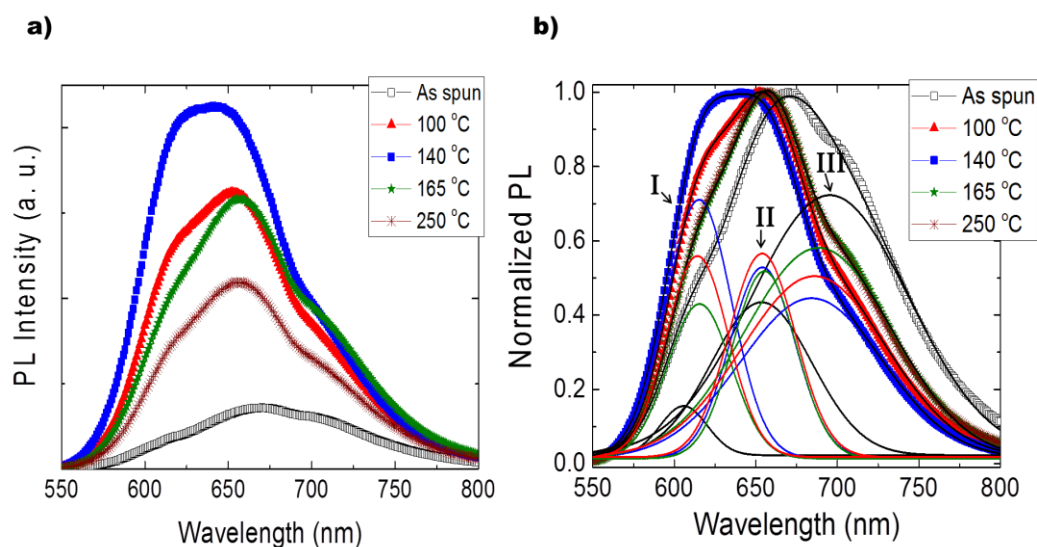 a)
PL Intensity (a. u.)
As spun
100 °C
140 °C
165 °C
250 °C
550 600 650 700 750 800
Wavelength (nm)
b)
Normalized PL
1.0
0.8
0.6
0.4
0.2
0.0
I
II
III
As spun
100 °C
140 °C
165 °C
250 °C
550 600 650 700 750 800
Wavelength (nm)